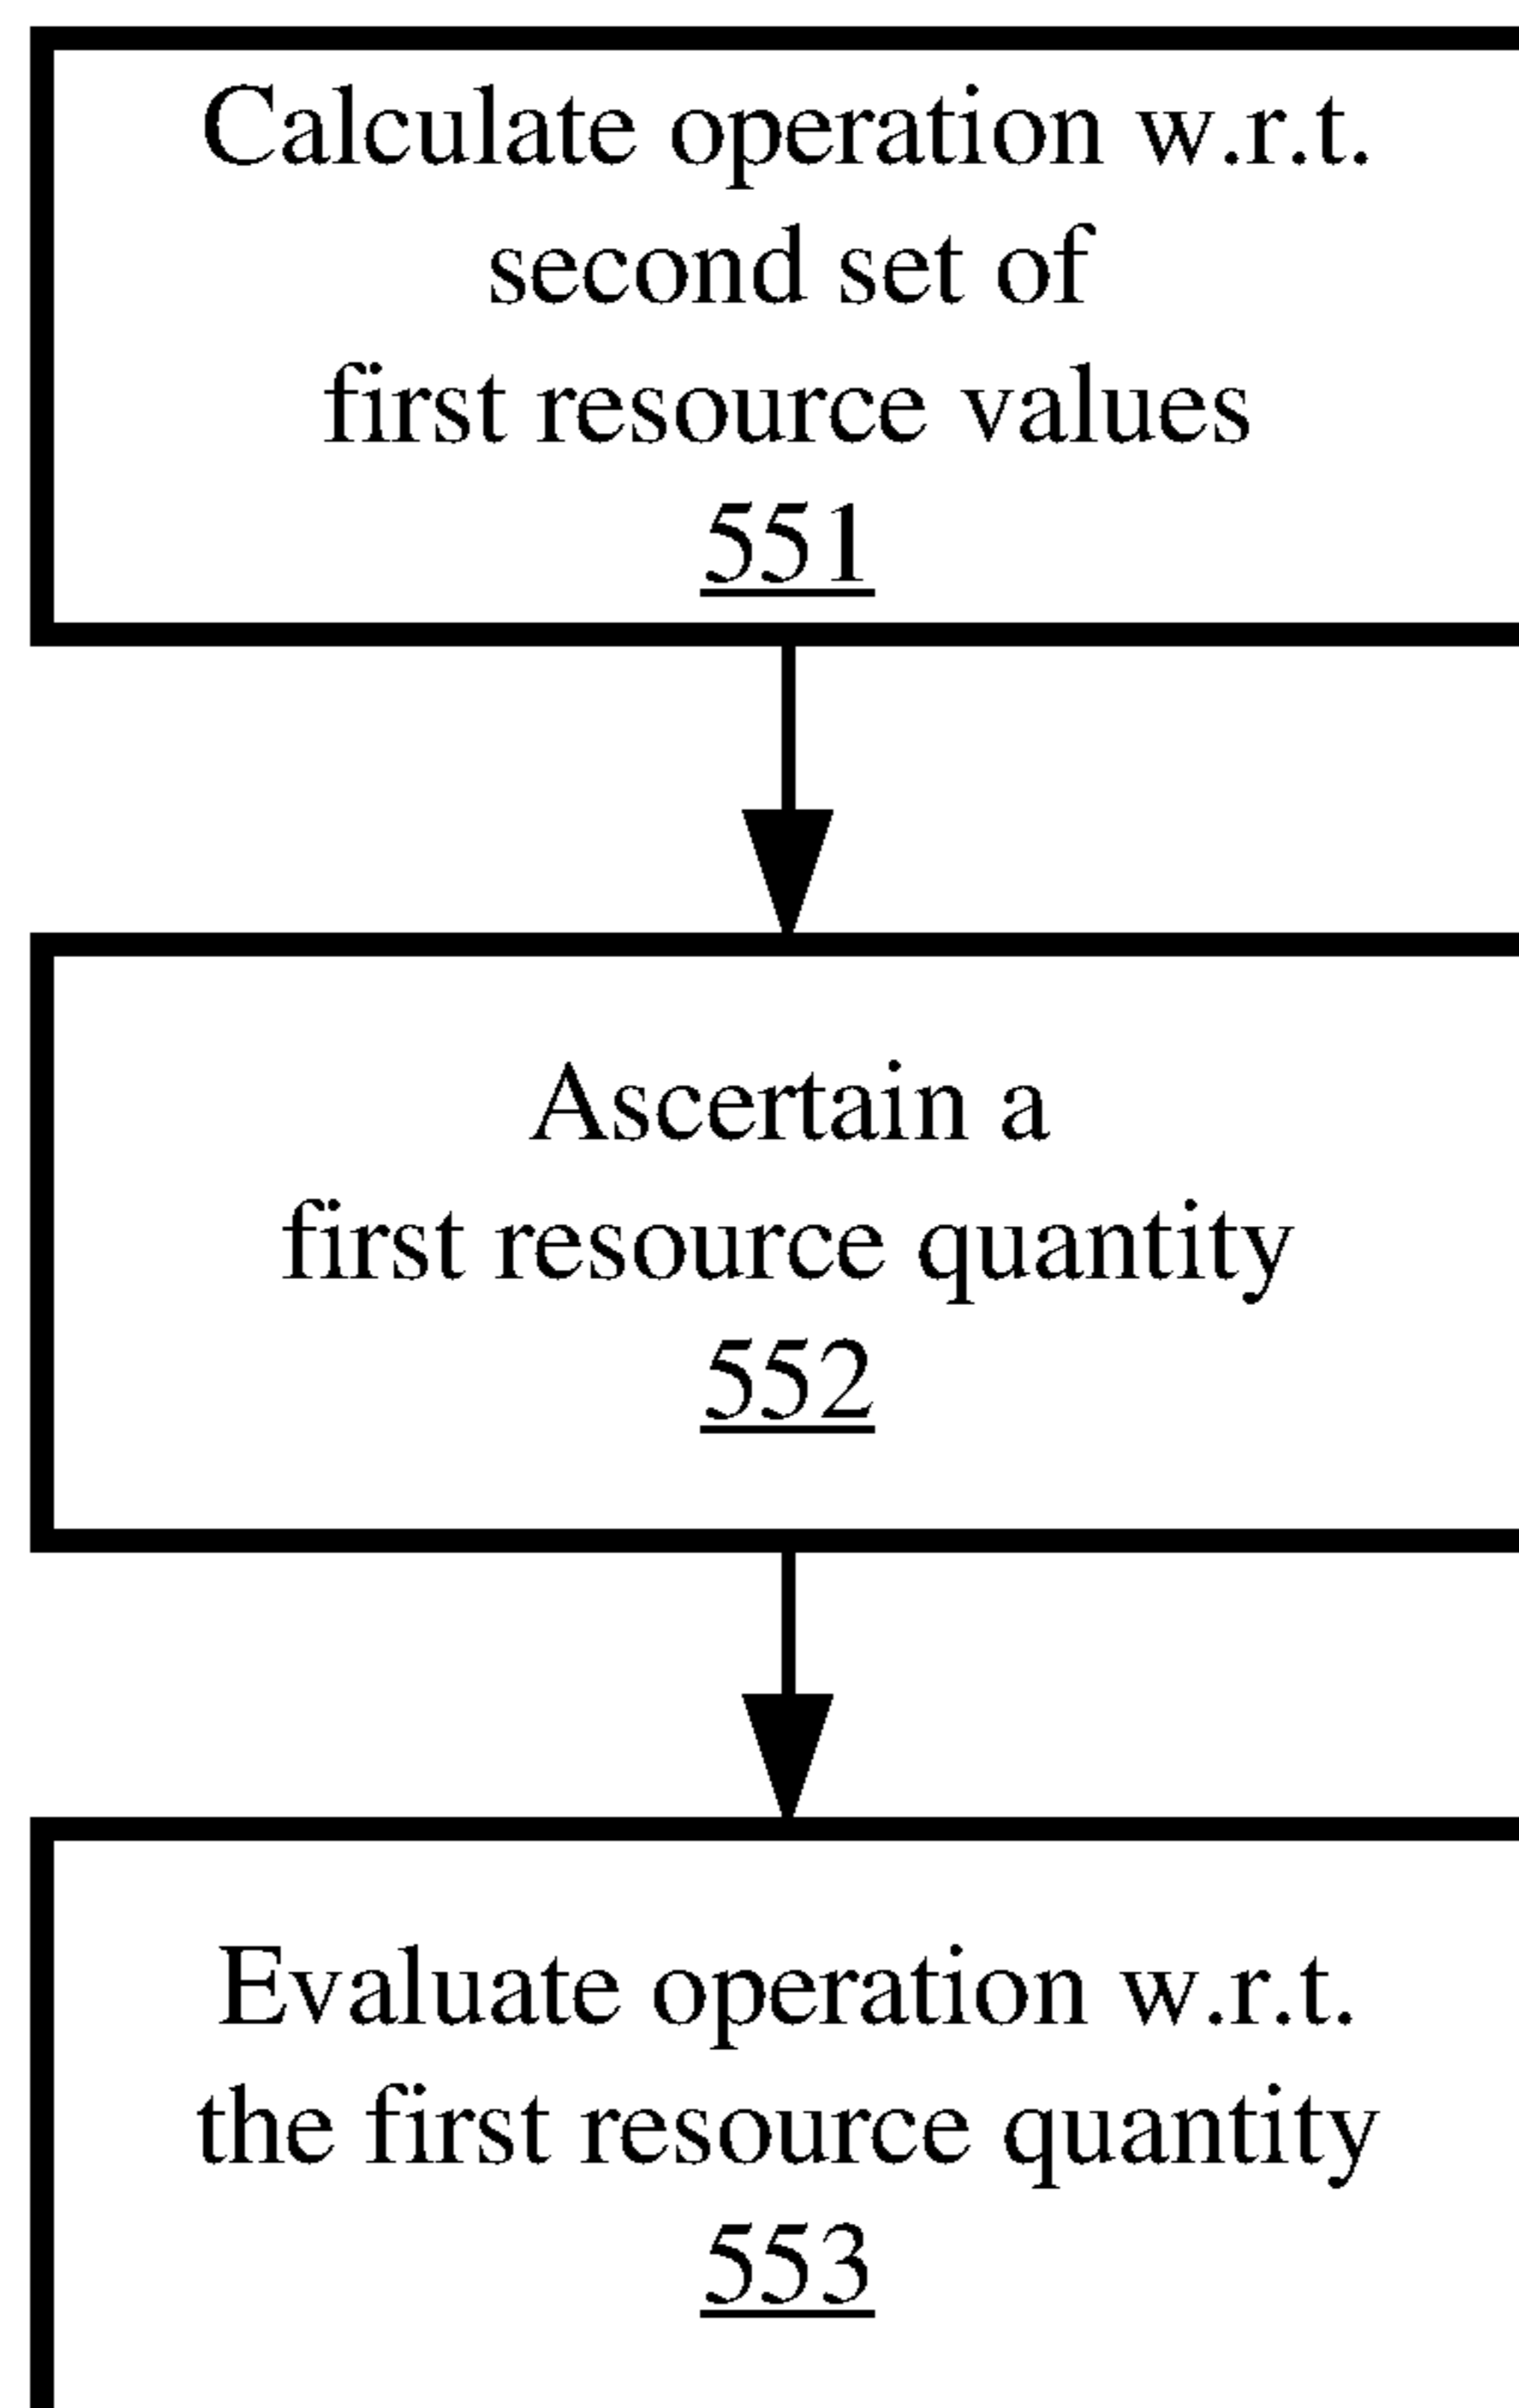 Calculate operation w.r.t.
second set of
first resource values
551
Ascertain a
first resource quantity
552
Evaluate operation w.r.t.
the first resource quantity
553